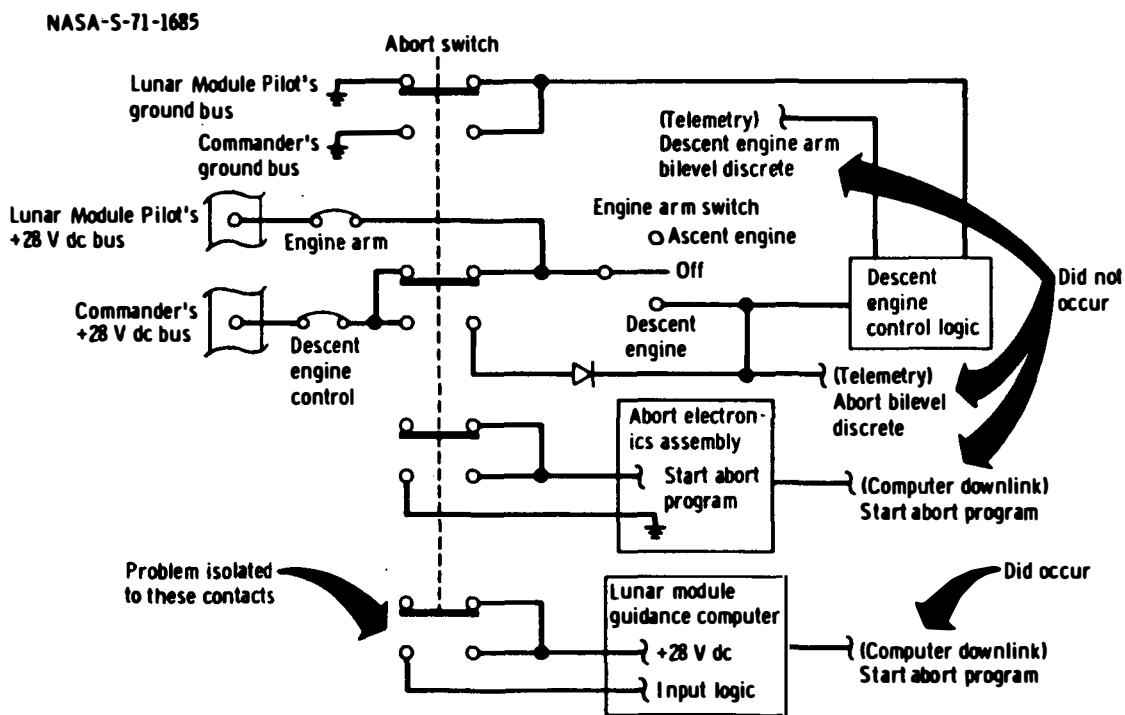 NASA-S-71-1685
Abort switch
Lunar Module Pilot's
ground bus
Commander's
ground bus
(Telemetry)
Descent engine arm
bilevel discrete
Lunar Module Pilot's
+28 V dc bus
Engine arm
Engine arm switch
Ascent engine
Off
Commander's
+28 V dc bus
Descent
engine
control
Descent
engine
Descent
engine
control logic
Did not
occur
(Telemetry)
Abort bilevel
discrete
Abort electron-
ics assembly
Start abort
program
(Computer downlink)
Start abort program
Problem isolated
to these contacts
Lunar module
guidance computer
+28 V dc
Input logic
Did occur
(Computer downlink)
Start abort program